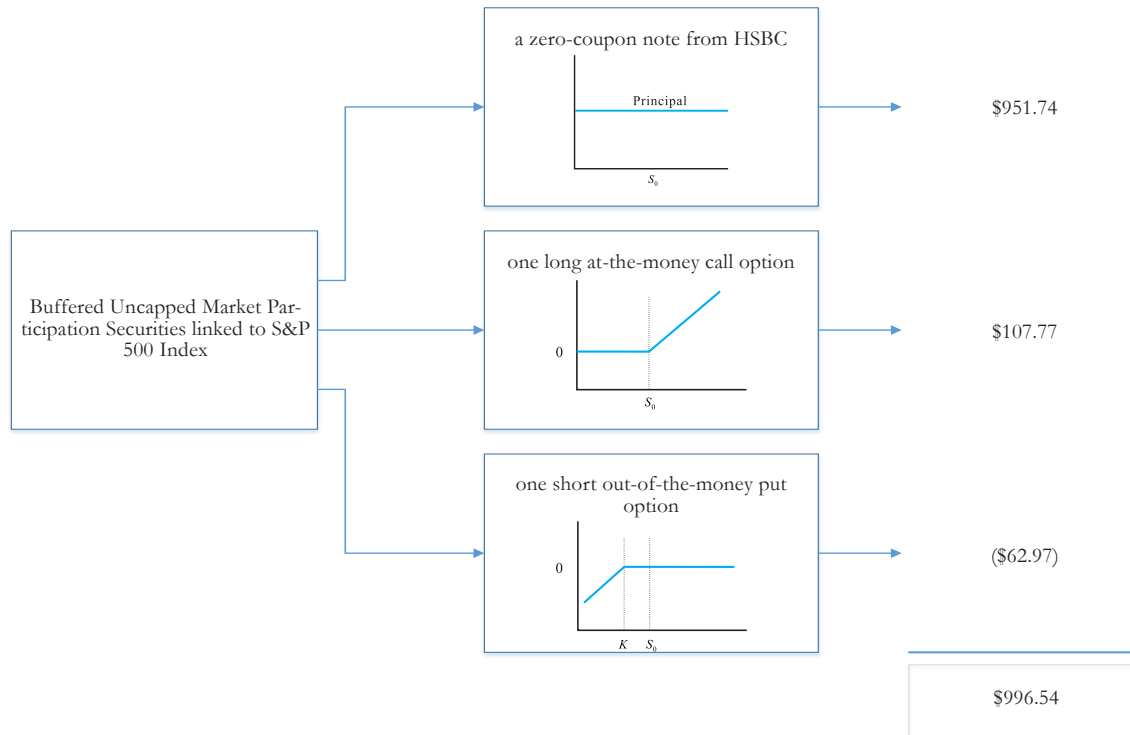 a zero-coupon note from HSBC
Principal
S₀
$951.74
Buffered Uncapped Market Par-
ticipation Securities linked to S&P
500 Index
one long at-the-money call option
0
S₀
$107.77
one short out-of-the-money put
option
0
K S₀
($62.97)
$996.54